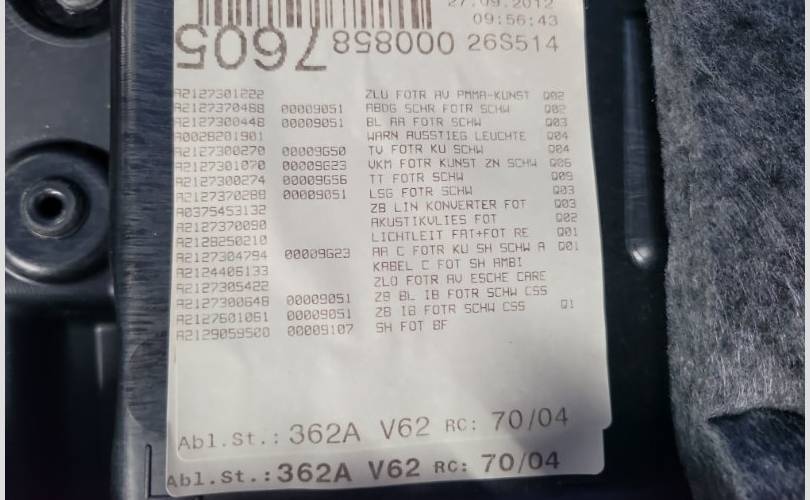 27.09.2012
09:56:43
7605 000858 26S514
A2127301222 ZLU FOTR AV PMMA-KUNST Q02
A2127370488 00009051 ABDG SCHR FOTR SCHW Q02
A2127300448 00009051 BL AA FOTR SCHW Q03
A0028201901 WARN AUSSTIEG LEUCHTE Q04
A2127300270 00009G50 TV FOTR KU SCHW Q04
A2127301070 00009G23 VKM FOTR KUNST ZN SCHW Q06
A2127300274 00009G56 TT FOTR SCHW Q09
A2127370288 00009051 LSG FOTR SCHW Q03
A0375453132 ZB LIN KONVERTER FOT Q03
A2127370090 AKUSTIKVLIES FOT Q02
A2128250210 LICHTLEIT FAT+FOT RE Q01
A2127304794 00009G23 AA C FOTR KU SH SCHW A Q01
A2124406133 KABEL C FOT SH AMBI
A2127305422 ZLO FOTR AV ESCHE CARE
A2127300648 00009051 ZB BL IB FOTR SCHW CSS
A2127601061 00009051 ZB IB FOTR SCHW CSS Q1
A2129059500 00009107 SH FOT BF
Abl.St.: 362A V62 RC: 70/04
Abl.St.: 362A V62 RC: 70/04